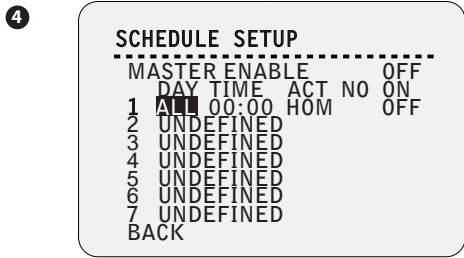 4
SCHEDULE SETUP
MASTER ENABLE OFF
DAY TIME ACT NO ON
1 ALL 00:00 HOM OFF
2 UNDEFINED
3 UNDEFINED
4 UNDEFINED
5 UNDEFINED
6 UNDEFINED
7 UNDEFINED
BACK